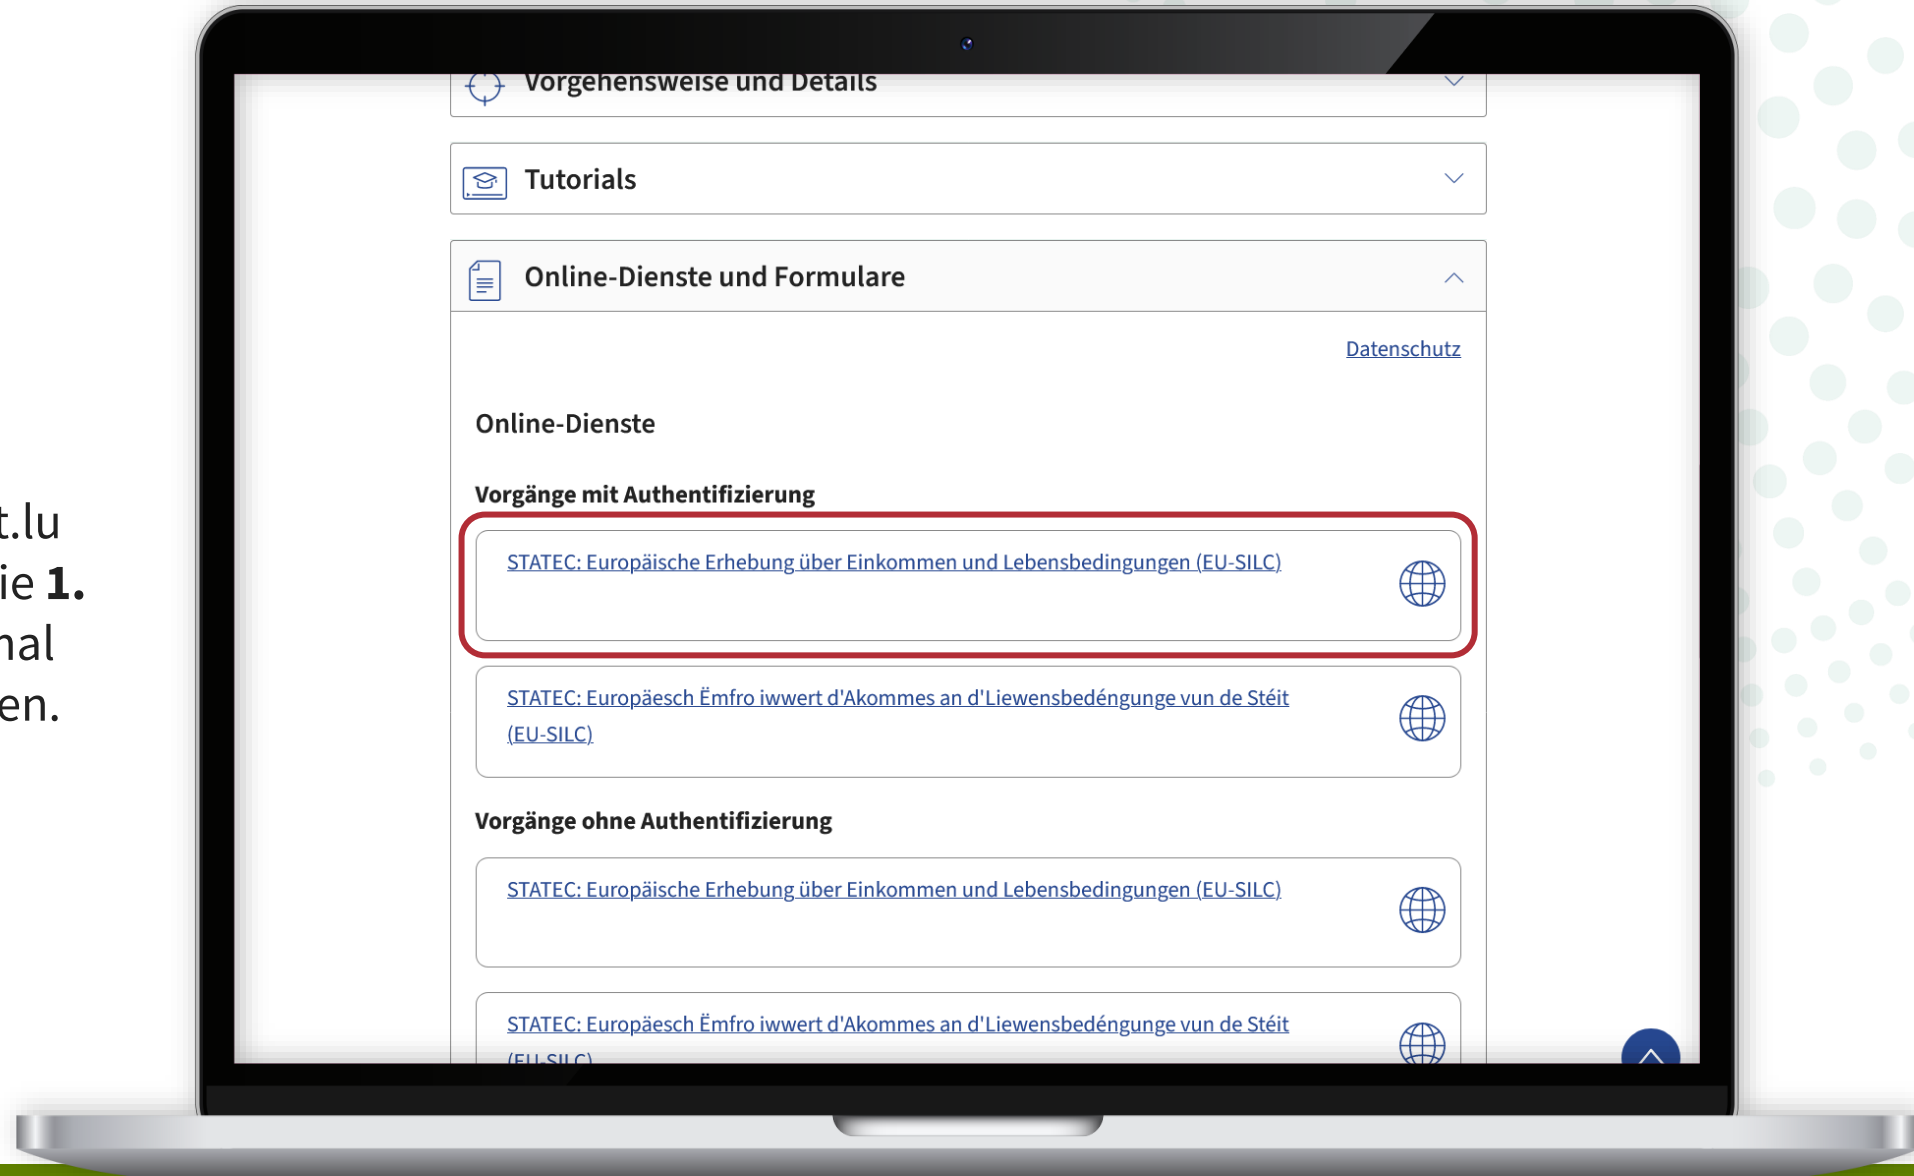 t.lu
ie 1.
nal
en.
Vorgehensweise und Details
Tutorials
Online-Dienste und Formulare
Datenschutz
Online-Dienste
Vorgänge mit Authentifizierung
STATEC: Europäische Erhebung über Einkommen und Lebensbedingungen (EU-SILC)
STATEC: Europäesch Ëmfro iwwert d'Akommes an d'Liewensbedéngunge vun de Stéit
(EU-SILC)
Vorgänge ohne Authentifizierung
STATEC: Europäische Erhebung über Einkommen und Lebensbedingungen (EU-SILC)
STATEC: Europäesch Ëmfro iwwert d'Akommes an d'Liewensbedéngunge vun de Stéit
(EU-SILC)